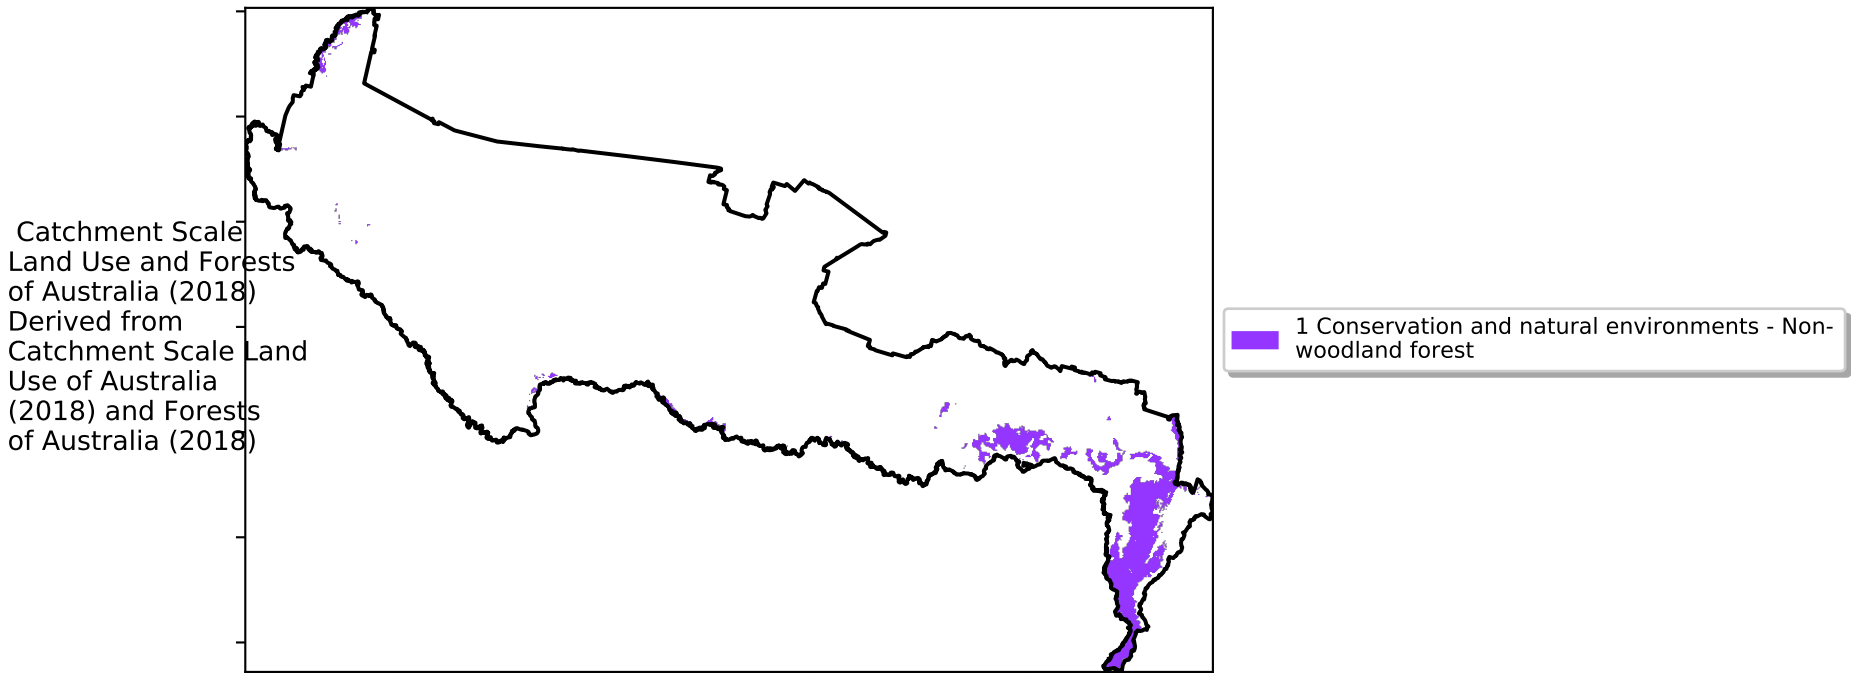 Catchment Scale
Land Use and Forests
of Australia (2018)
Derived from
Catchment Scale Land
Use of Australia
(2018) and Forests
of Australia (2018)
1 Conservation and natural environments - Non-
woodland forest